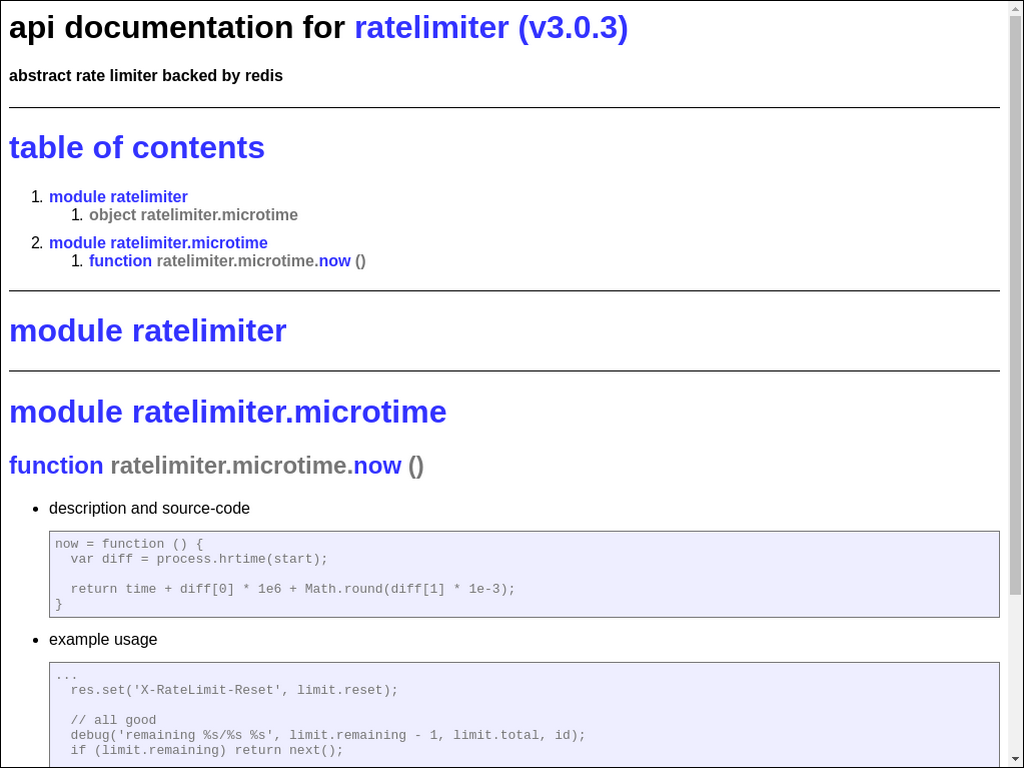 api documentation for ratelimiter (v3.0.3)
abstract rate limiter backed by redis
table of contents
1. module ratelimiter
1. object ratelimiter.microtime
2. module ratelimiter.microtime
1. function ratelimiter.microtime.now ()
module ratelimiter
module ratelimiter.microtime
function ratelimiter.microtime.now ()
• description and source-code
now = function () {
  var diff = process.hrtime(start);
  return time + diff[0] * 1e6 + Math.round(diff[1] * 1e-3);
}
• example usage
...
  res.set('X-RateLimit-Reset', limit.reset);
  // all good
  debug('remaining %s/%s %s', limit.remaining - 1, limit.total, id);
  if (limit.remaining) return next();